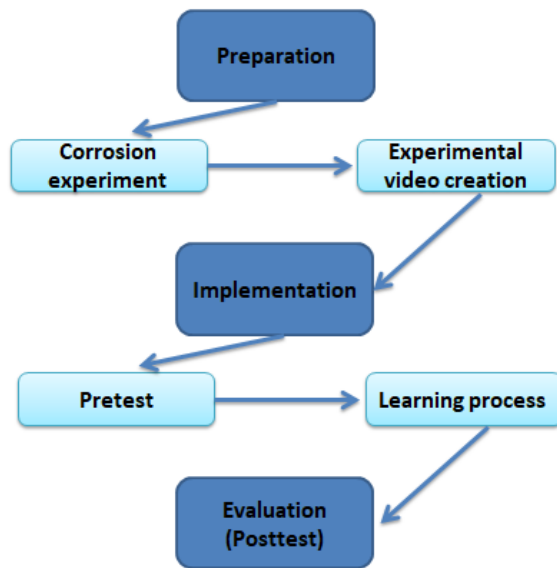 Preparation
Corrosion
experiment
Experimental
video creation
Implementation
Pretest
Learning process
Evaluation
(Posttest)